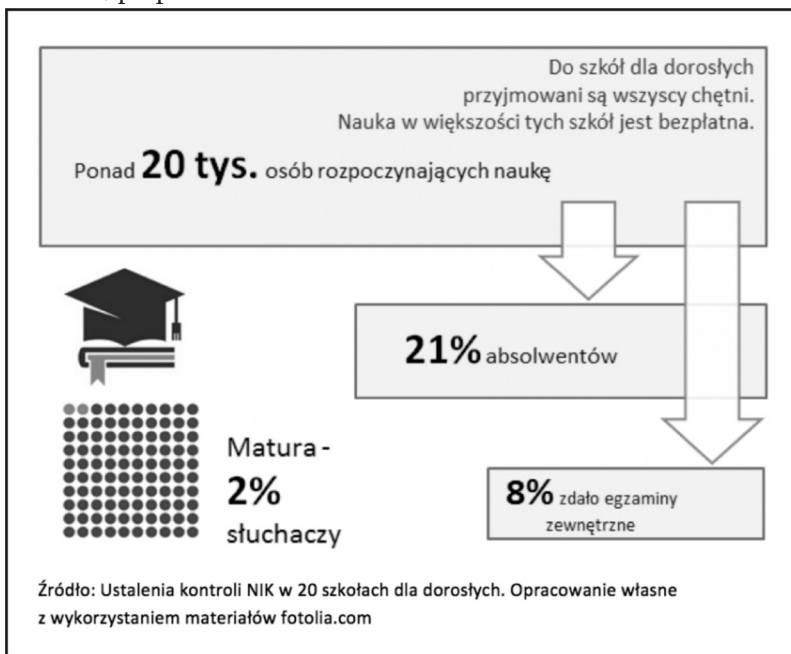 Do szkół dla dorosłych
przyjmowani są wszyscy chętni.
Nauka w większości tych szkół jest bezpłatna.
Ponad 20 tys. osób rozpoczynających naukę
21% absolwentów
Matura -
2%
słuchaczy
8% zdało egzaminy
zewnętrzne
Źródło: Ustalenia kontroli NIK w 20 szkołach dla dorosłych. Opracowanie własne
z wykorzystaniem materiałów fotolia.com